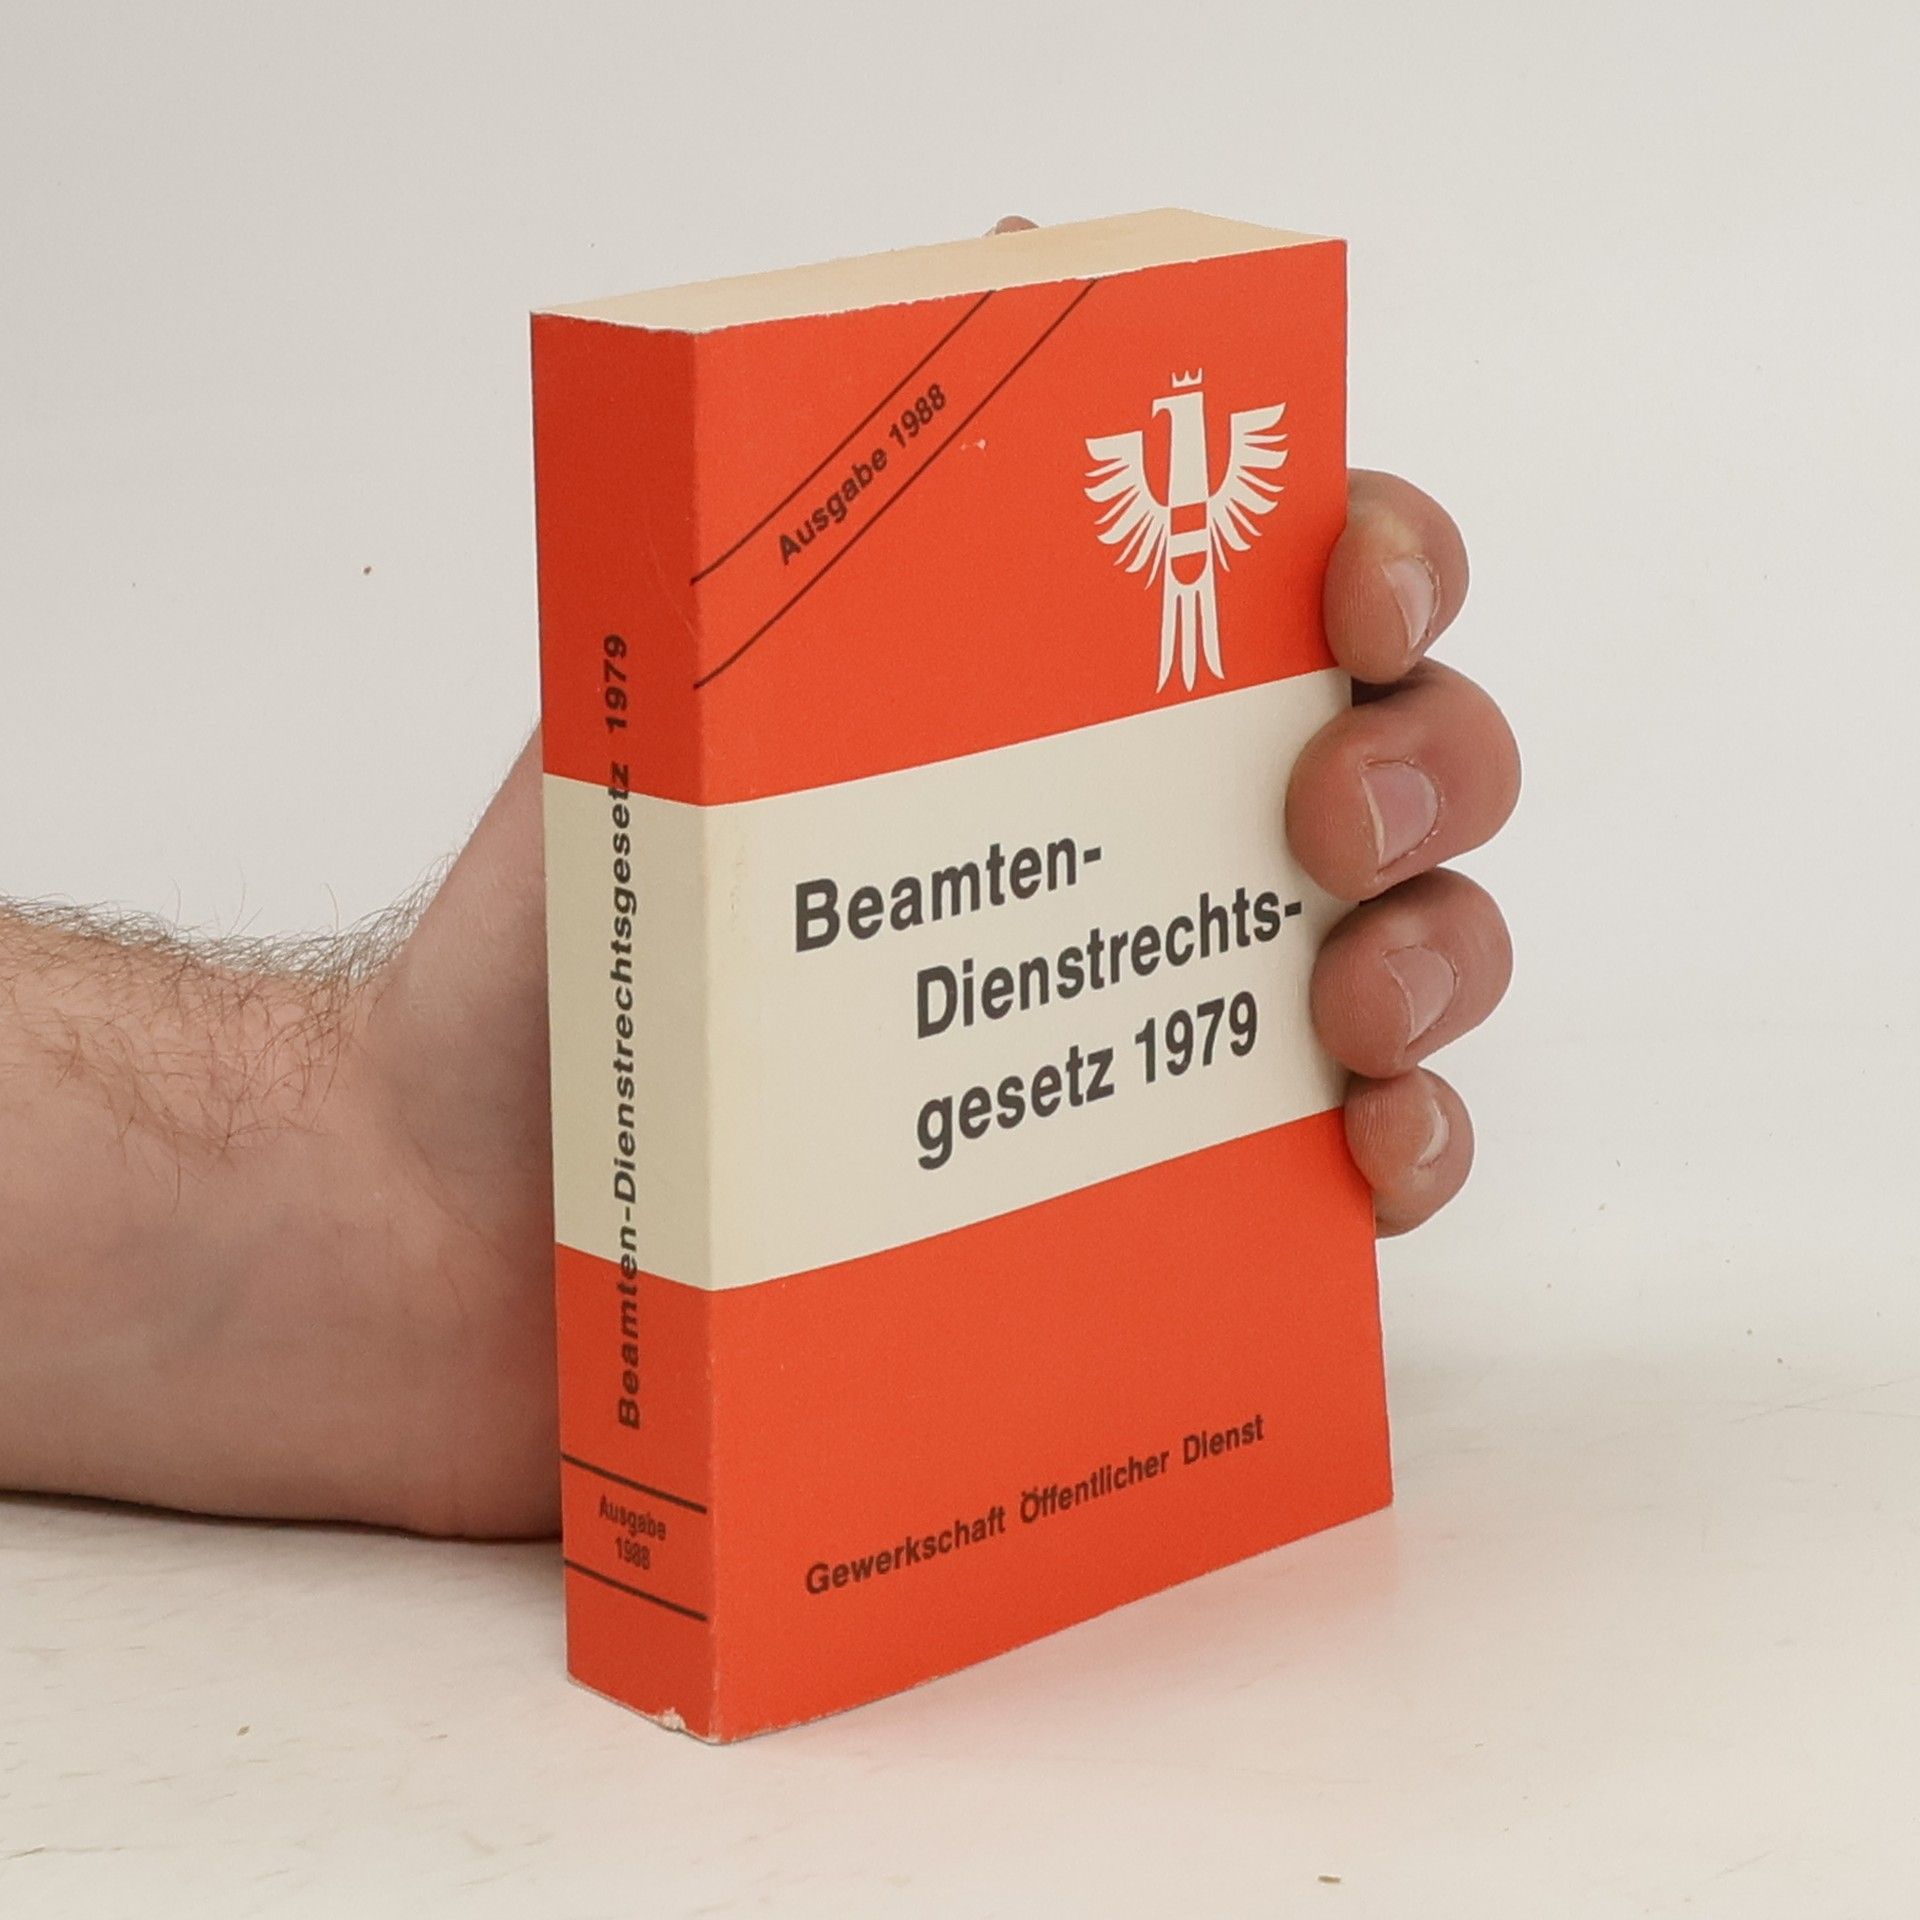 Ausgabe 1988
Beamten-
Dienstrechts-
gesetz 1979
Gewerkschaft Öffentlicher Dienst
Beamten-Dienstrechtsgesetz 1979
Ausgabe
1988